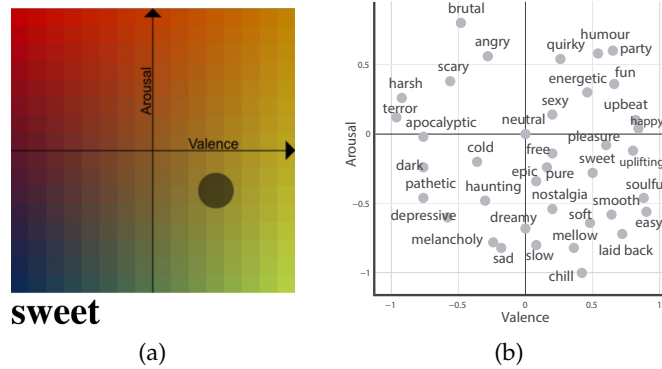 Arousal
Valence
sweet
(a)
brutal
angry
quirky
humour
party
scary
energetic
fun
harsh
terror
sexy
upbeat
happy
apocalyptic
neutral
cold
free
pleasure
dark
epic
pure
sweet
uplifting
pathetic
haunting
nostalgia
smooth
soulfu
depressive
dreamy
soft
easy
melancholy
sad
slow
mellow
laid back
chill
Arousal
0.5
0
−0.5
−1
−1
−0.5
0
0.5
1
Valence
(b)